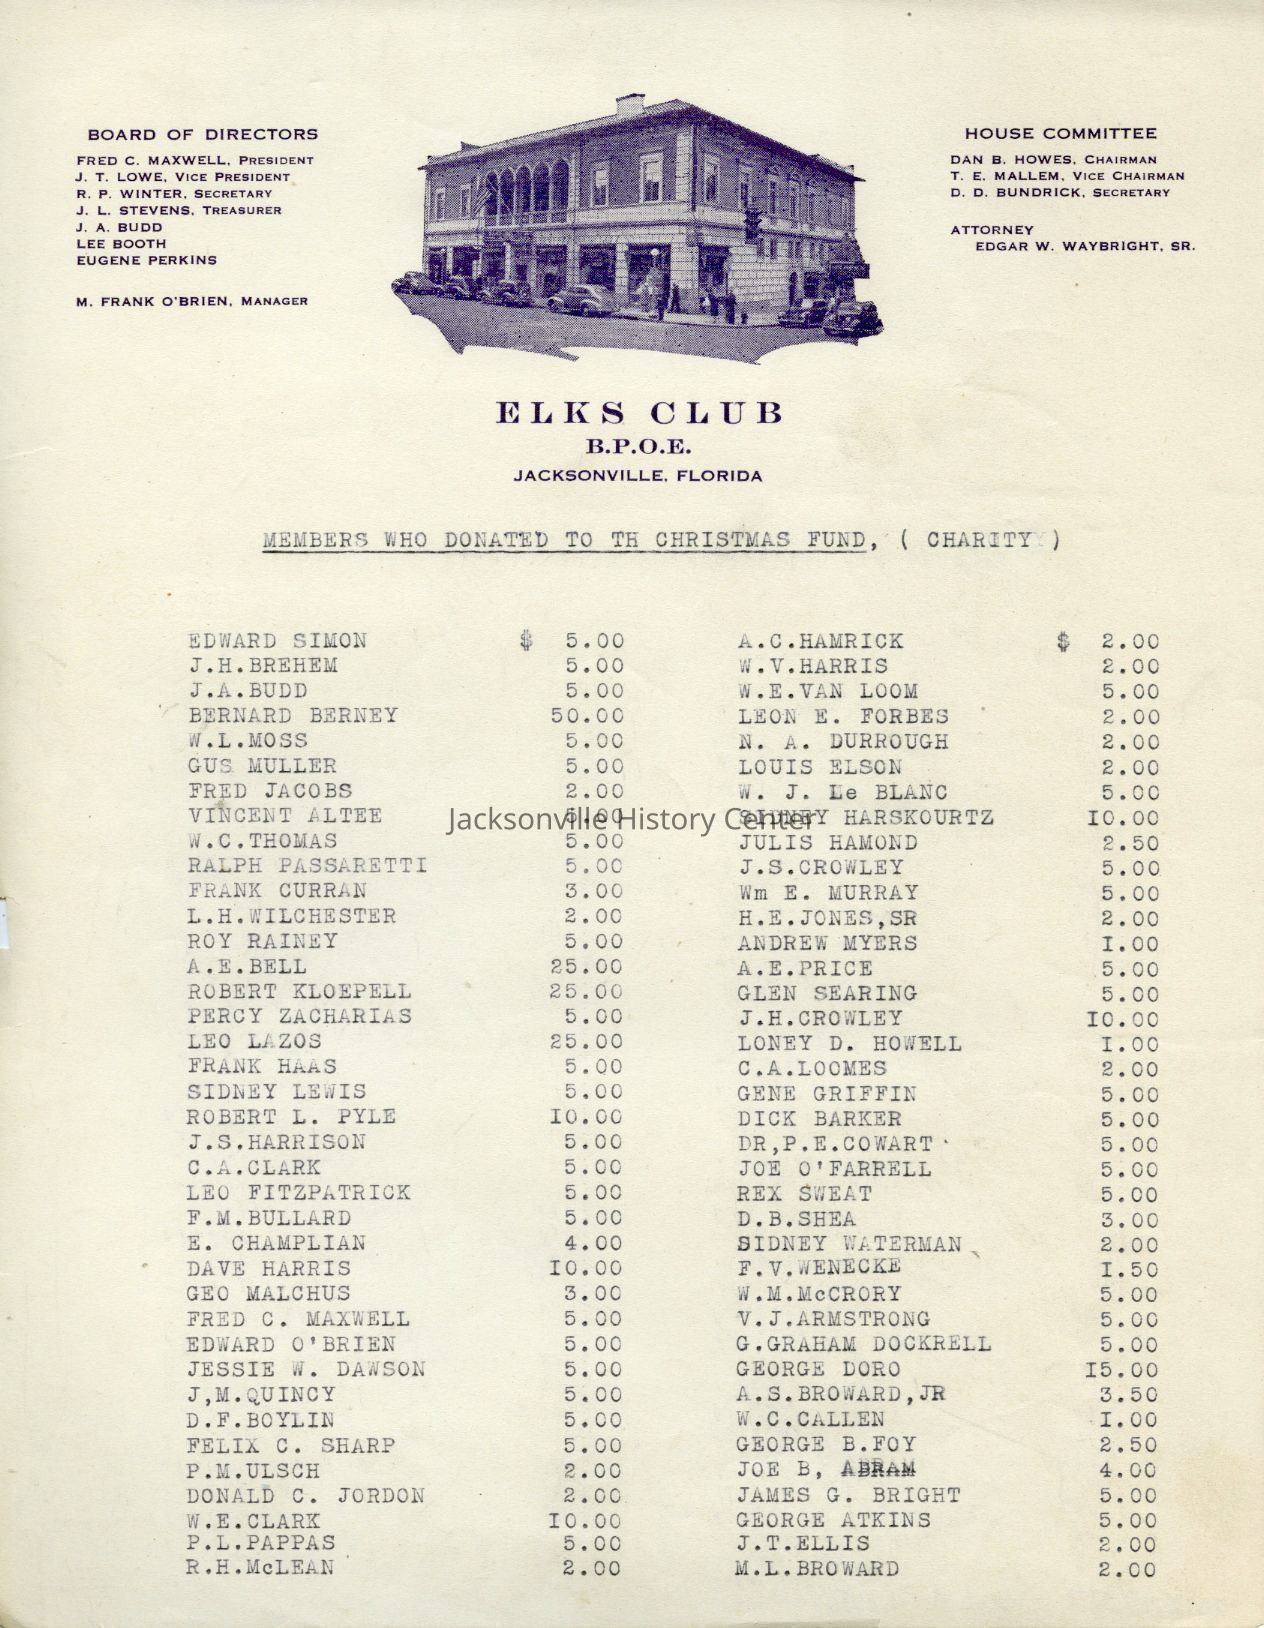 BOARD OF DIRECTORS
FRED C. MAXWELL, PRESIDENT
J. T. LOWE, VICE PRESIDENT
R. P. WINTER, SECRETARY
J. L. STEVENS, TREASURER
J. A. BUDD
LEE BOOTH
EUGENE PERKINS
M. FRANK O'BRIEN, MANAGER
HOUSE COMMITTEE
DAN B. HOWES, CHAIRMAN
T. E. MALLEM, VICE CHAIRMAN
D. D. BUNDRICK, SECRETARY
ATTORNEY
EDGAR W. WAYBRIGHT, SR.
ELKS CLUB
B.P.O.E.
JACKSONVILLE, FLORIDA
MEMBERS WHO DONATED TO TH CHRISTMAS FUND, ( CHARITY )
EDWARD SIMON $ 5.00
J.H.BREHEM 5.00
J.A.BUDD 5.00
BERNARD BERNEY 50.00
W.L.MOSS 5.00
GUS MULLER 5.00
FRED JACOBS 2.00
VINCENT ALTEE 5.00
W.C.THOMAS 5.00
RALPH PASSARETTI 5.00
FRANK CURRAN 3.00
L.H.WILCHESTER 2.00
ROY RAINEY 5.00
A.E.BELL 25.00
ROBERT KLOEPELL 25.00
PERCY ZACHARIAS 5.00
LEO LAZOS 25.00
FRANK HAAS 5.00
SIDNEY LEWIS 5.00
ROBERT L. PYLE 10.00
J.S.HARRISON 5.00
C.A.CLARK 5.00
LEO FITZPATRICK 5.00
F.M.BULLARD 5.00
E. CHAMPLIAN 4.00
DAVE HARRIS 10.00
GEO MALCHUS 3.00
FRED C. MAXWELL 5.00
EDWARD O'BRIEN 5.00
JESSIE W. DAWSON 5.00
J,M.QUINCY 5.00
D.F.BOYLIN 5.00
FELIX C. SHARP 5.00
P.M.ULSCH 2.00
DONALD C. JORDON 2.00
W.E.CLARK 10.00
P.L.PAPPAS 5.00
R.H.McLEAN 2.00
A.C.HAMRICK $ 2.00
W.V.HARRIS 2.00
W.E.VAN LOOM 5.00
LEON E. FORBES 2.00
N. A. DURROUGH 2.00
LOUIS ELSON 2.00
W. J. Le BLANC 5.00
SIDNEY HARSKOURTZ 10.00
JULIS HAMOND 2.50
J.S.CROWLEY 5.00
Wm E. MURRAY 5.00
H.E.JONES,SR 2.00
ANDREW MYERS 1.00
A.E.PRICE 5.00
GLEN SEARING 5.00
J.H.CROWLEY 10.00
LONEY D. HOWELL 1.00
C.A.LOOMES 2.00
GENE GRIFFIN 5.00
DICK BARKER 5.00
DR,P.E.COWART 5.00
JOE O'FARRELL 5.00
REX SWEAT 5.00
D.B.SHEA 3.00
SIDNEY WATERMAN 2.00
F.V.WENECKE 1.50
W.M.McCRORY 5.00
V.J.ARMSTRONG 5.00
G.GRAHAM DOCKRELL 5.00
GEORGE DORO 15.00
A.S.BROWARD,JR 3.50
W.C.CALLEN 1.00
GEORGE B.FOY 2.50
JOE B, ABRAM 4.00
JAMES G. BRIGHT 5.00
GEORGE ATKINS 5.00
J.T.ELLIS 2.00
M.L.BROWARD 2.00
Jacksonville History Center